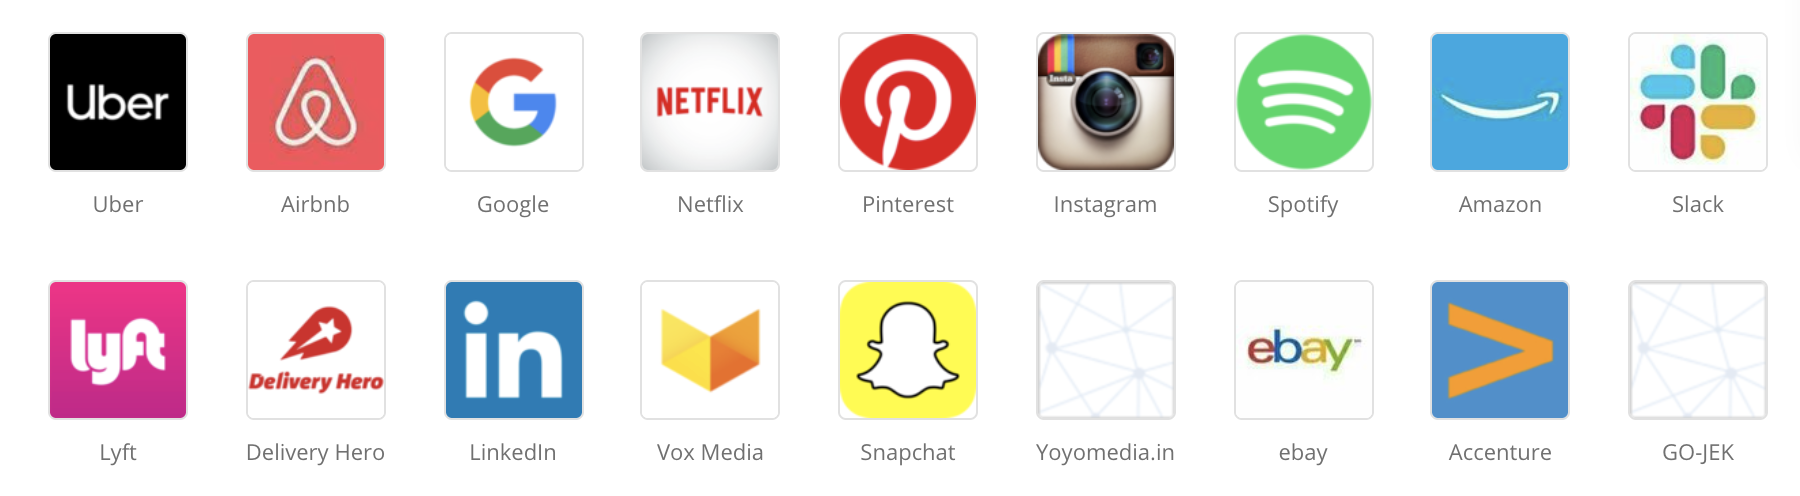 Uber
NETFLIX
Insta
Uber
Airbnb
Google
Netflix
Pinterest
Instagram
Spotify
Amazon
Slack
lyft
Delivery Hero
in
ebay
Lyft
Delivery Hero
LinkedIn
Vox Media
Snapchat
Yoyomedia.in
ebay
Accenture
GO-JEK